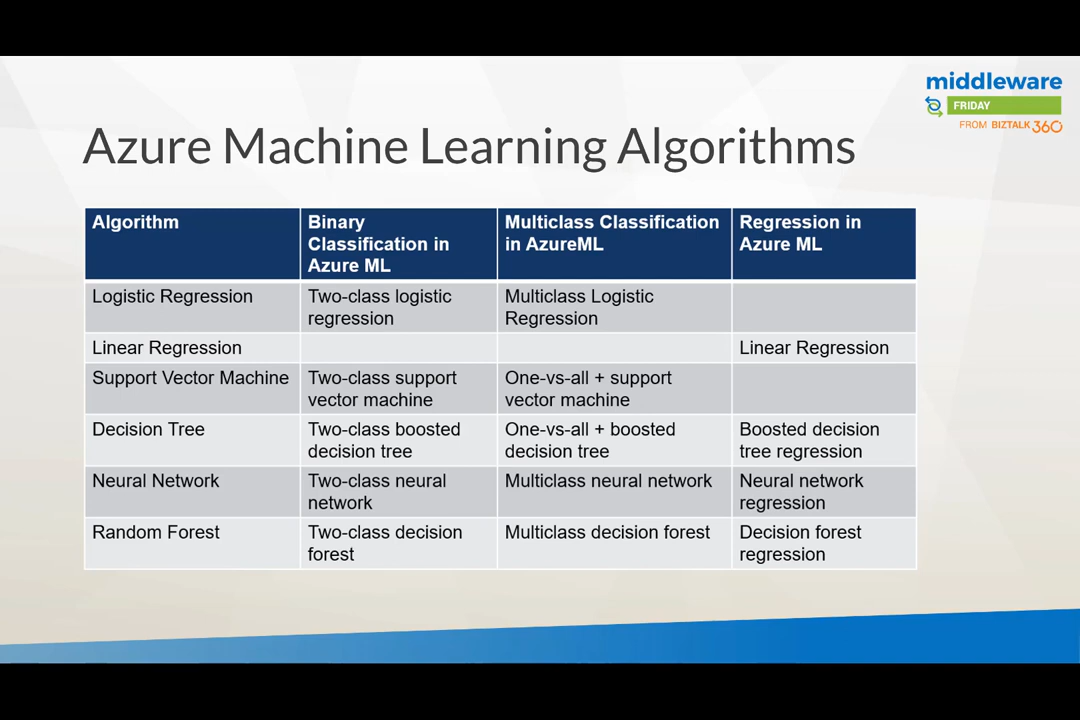 middleware
FRIDAY
FROM BIZTALK 360
Azure Machine Learning Algorithms
Algorithm
Binary
Classification in
Azure ML
Multiclass Classification
in AzureML
Regression in
Azure ML
Logistic Regression
Two-class logistic
regression
Multiclass Logistic
Regression
Linear Regression
Linear Regression
Support Vector Machine
Two-class support
vector machine
One-vs-all + support
vector machine
Decision Tree
Two-class boosted
decision tree
One-vs-all + boosted
decision tree
Boosted decision
tree regression
Neural Network
Two-class neural
network
Multiclass neural network
Neural network
regression
Random Forest
Two-class decision
forest
Multiclass decision forest
Decision forest
regression